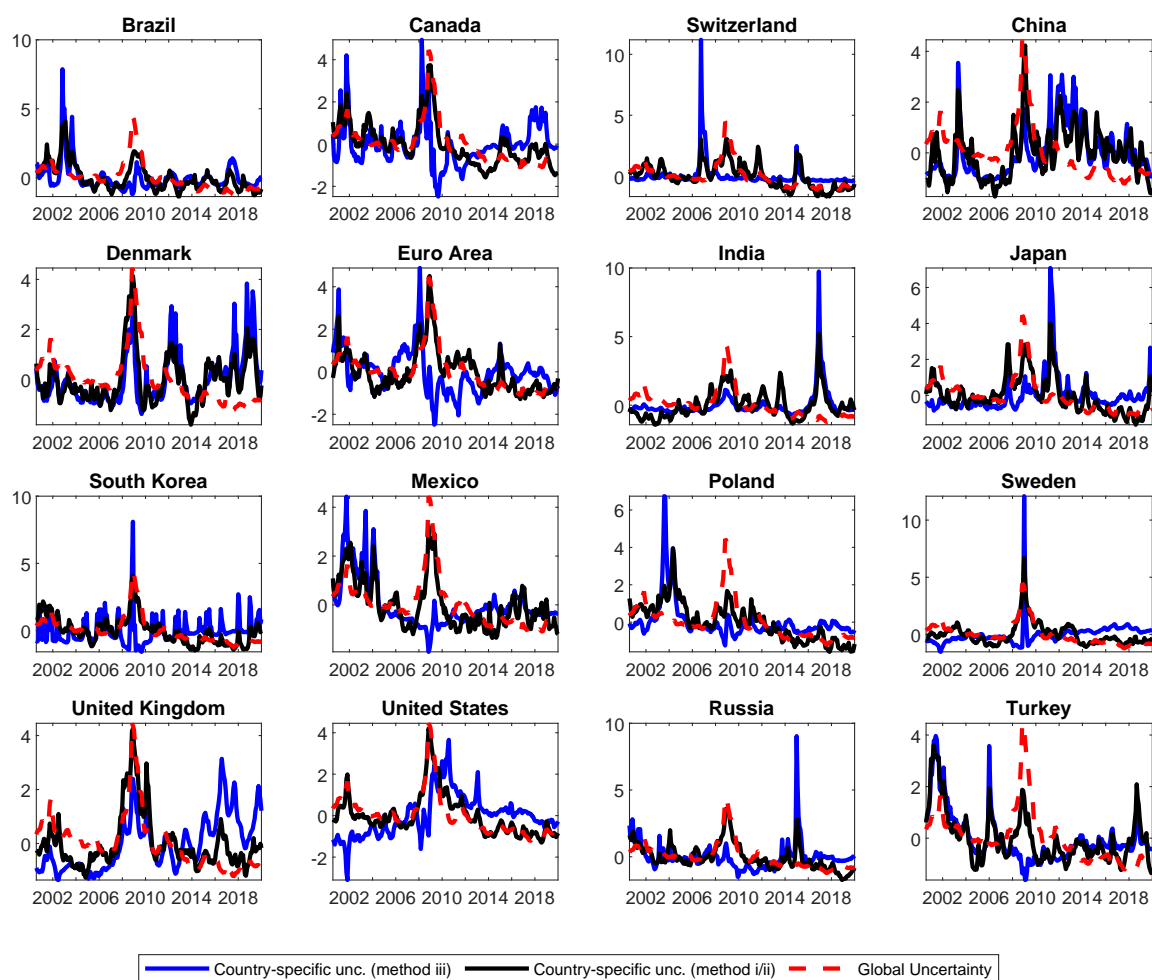 Brazil Canada Switzerland China
10
5
0
2002 2006 2010 2014 2018
4
2
0
-2
2002 2006 2010 2014 2018
10
5
0
2002 2006 2010 2014 2018
4
2
0
2002 2006 2010 2014 2018
Denmark Euro Area India Japan
4
2
0
2002 2006 2010 2014 2018
4
2
0
-2
2002 2006 2010 2014 2018
10
5
0
2002 2006 2010 2014 2018
6
4
2
0
2002 2006 2010 2014 2018
South Korea Mexico Poland Sweden
10
5
0
2002 2006 2010 2014 2018
4
2
0
2002 2006 2010 2014 2018
6
4
2
0
2002 2006 2010 2014 2018
10
5
0
2002 2006 2010 2014 2018
United Kingdom United States Russia Turkey
4
2
0
2002 2006 2010 2014 2018
4
2
0
-2
2002 2006 2010 2014 2018
10
5
0
2002 2006 2010 2014 2018
4
2
0
2002 2006 2010 2014 2018
Country-specific unc. (method iii) Country-specific unc. (method i/ii) Global Uncertainty